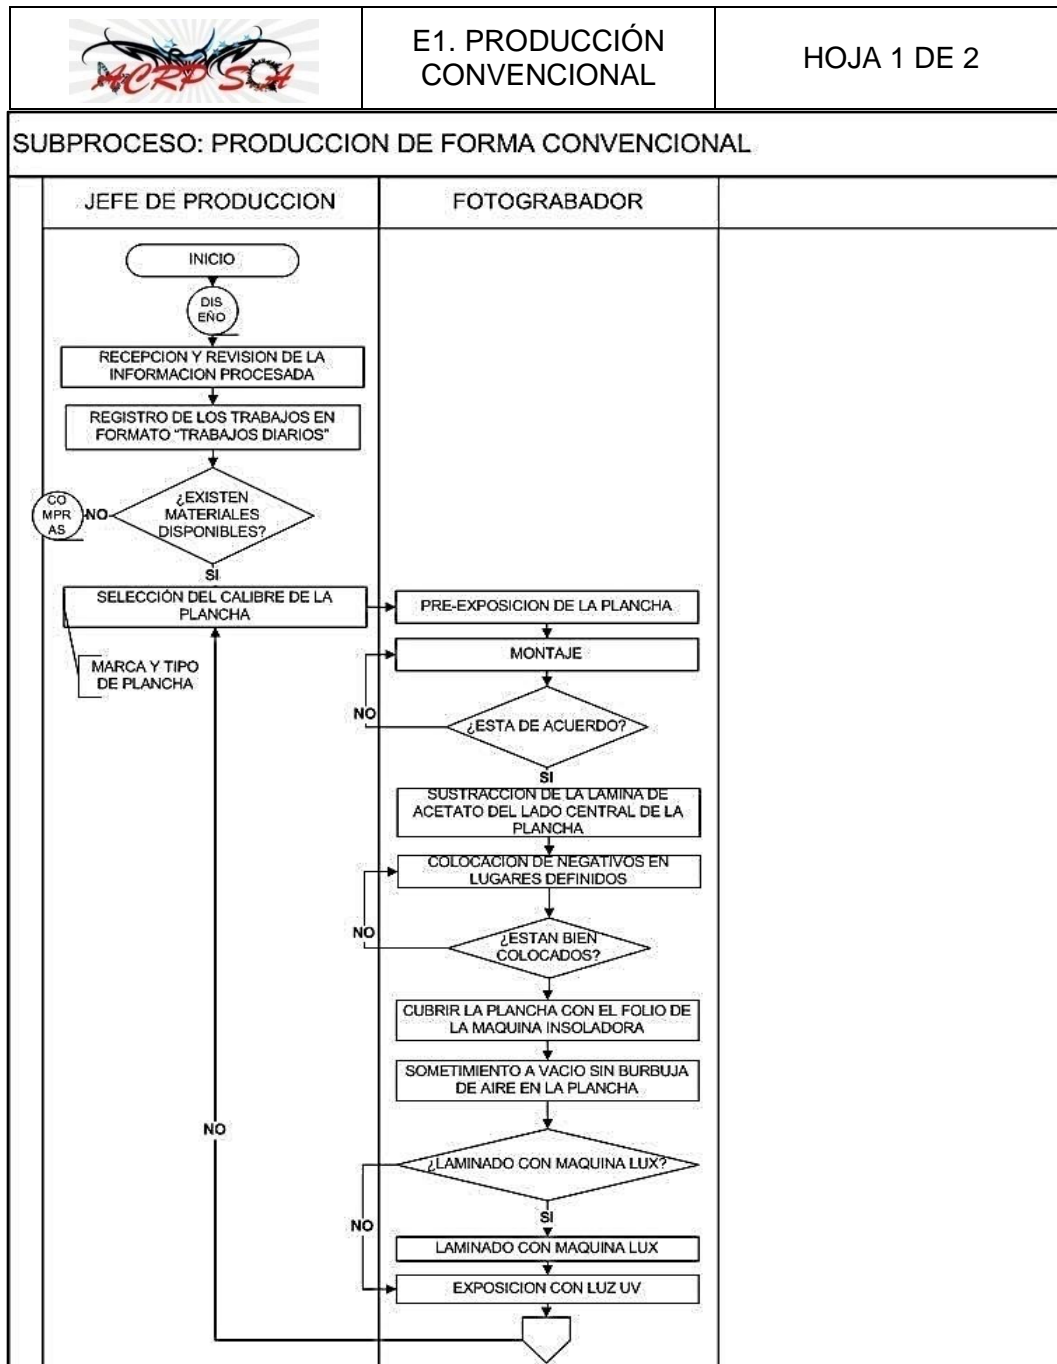 ACRP SCA
E1. PRODUCCIÓN
CONVENCIONAL
HOJA 1 DE 2
SUBPROCESO: PRODUCCION DE FORMA CONVENCIONAL
JEFE DE PRODUCCION
FOTOGRABADOR
INICIO
DIS
EÑO
RECEPCION Y REVISION DE LA
INFORMACION PROCESADA
REGISTRO DE LOS TRABAJOS EN
FORMATO “TRABAJOS DIARIOS”
¿EXISTEN
MATERIALES
DISPONIBLES?
NO
CO
MPR
AS
SI
SELECCIÓN DEL CALIBRE DE LA
PLANCHA
MARCA Y TIPO
DE PLANCHA
PRE-EXPOSICION DE LA PLANCHA
MONTAJE
NO
¿ESTA DE ACUERDO?
SI
SUSTRACCION DE LA LAMINA DE
ACETATO DEL LADO CENTRAL DE LA
PLANCHA
COLOCACION DE NEGATIVOS EN
LUGARES DEFINIDOS
NO
¿ESTAN BIEN
COLOCADOS?
CUBRIR LA PLANCHA CON EL FOLIO DE
LA MAQUINA INSOLADORA
SOMETIMIENTO A VACIO SIN BURBUJA
DE AIRE EN LA PLANCHA
NO
¿LAMINADO CON MAQUINA LUX?
NO
SI
LAMINADO CON MAQUINA LUX
EXPOSICION CON LUZ UV